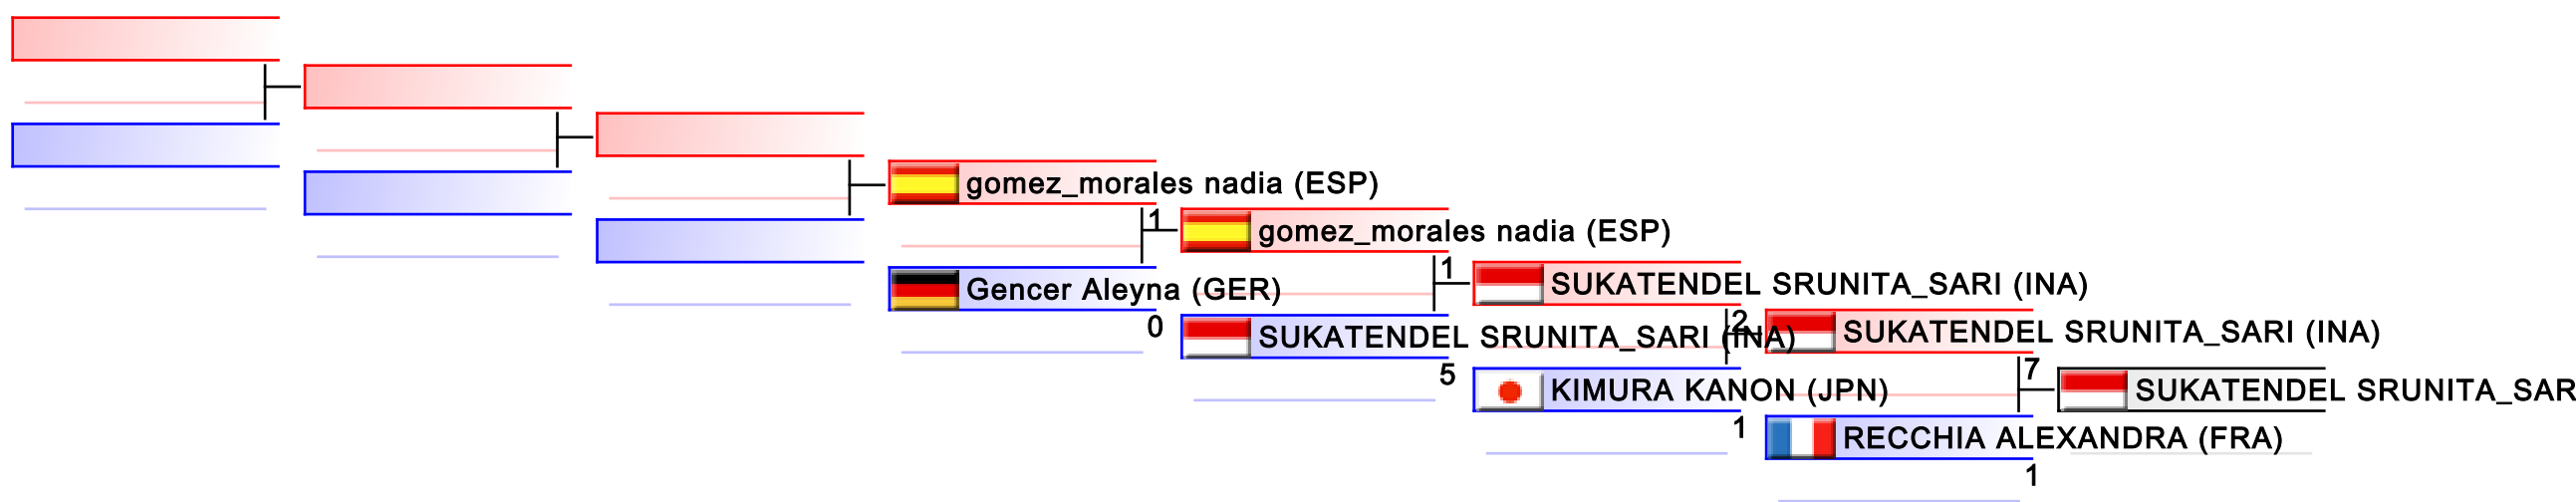 gomez_morales nadia (ESP)
1
gomez_morales nadia (ESP)
Gencer Aleyna (GER)
0
1
SUKATENDEL SRUNITA_SARI (INA)
SUKATENDEL SRUNITA_SARI (INA)
5
2
SUKATENDEL SRUNITA_SARI (INA)
KIMURA KANON (JPN)
1
7
SUKATENDEL SRUNITA_SAR
RECCHIA ALEXANDRA (FRA)
1